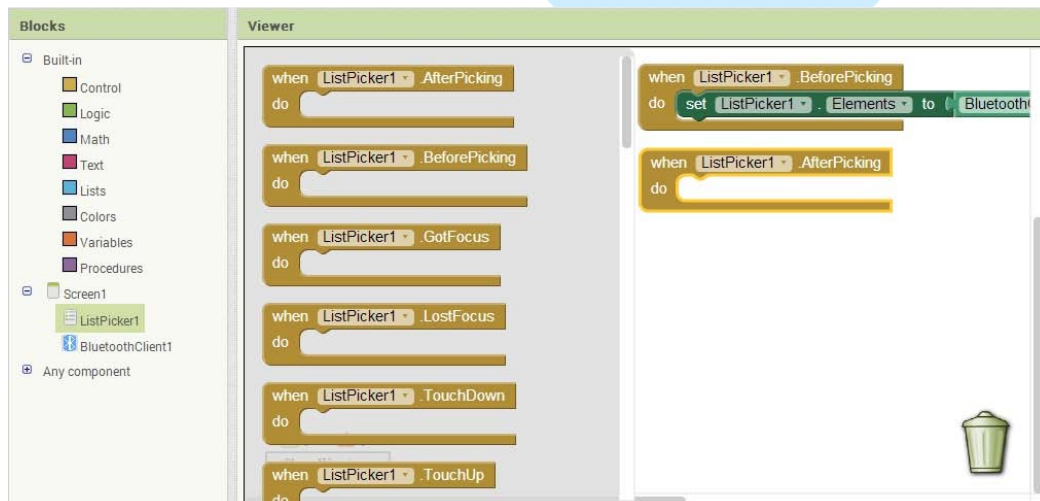 Blocks
Built-in
Control
Logic
Math
Text
Lists
Colors
Variables
Procedures
Screen1
ListPicker1
BluetoothClient1
Any component
Viewer
when ListPicker1 .AfterPicking
do
when ListPicker1 .BeforePicking
do
when ListPicker1 .GotFocus
do
when ListPicker1 .LostFocus
do
when ListPicker1 .TouchDown
do
when ListPicker1 .TouchUp
do
when ListPicker1 .BeforePicking
do set ListPicker1 . Elements to
when ListPicker1 .AfterPicking
do